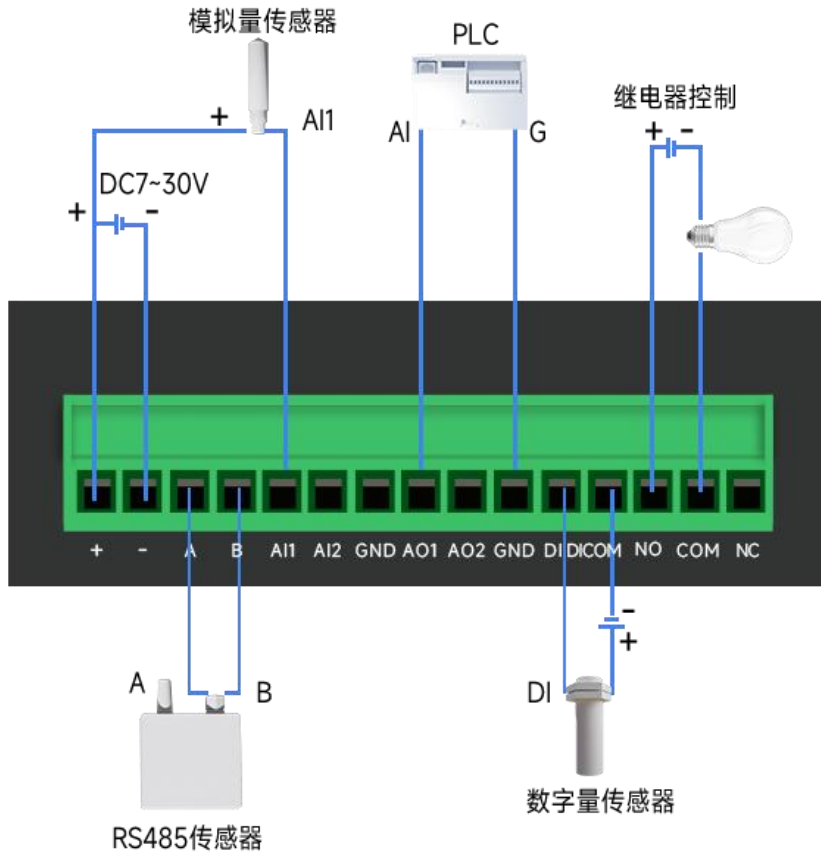 模拟量传感器
PLC
继电器控制
+ AI1
AI G
+ -
DC7~30V
+ -
+ - A B AI1 AI2 GND AO1 AO2 GND DI DICOM NO COM NC
-
+
A B
DI
数字量传感器
RS485传感器